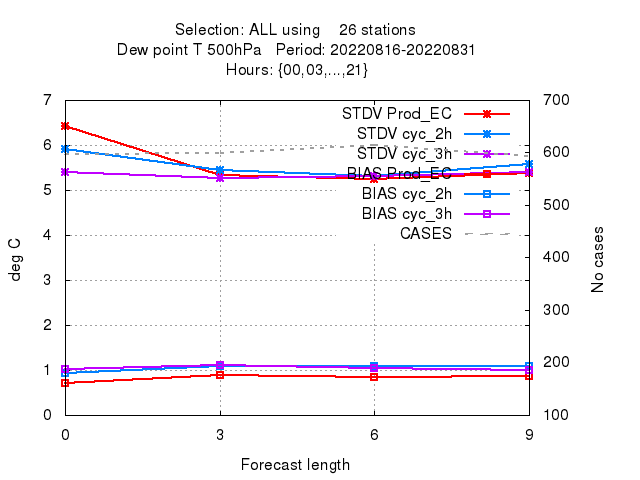 Selection: ALL using    26 stations
Dew point T 500hPa   Period: 20220816-20220831
Hours: {00,03,...,21}
7 700
STDV Prod_EC
STDV cyc_2h
6 600
STDV cyc_3h
BIAS Prod_EC
5 500
BIAS cyc_2h
BIAS cyc_3h
CASES
4 400
deg C
No cases
3 300
2 200
1
0 100
0 3 6 9
Forecast length